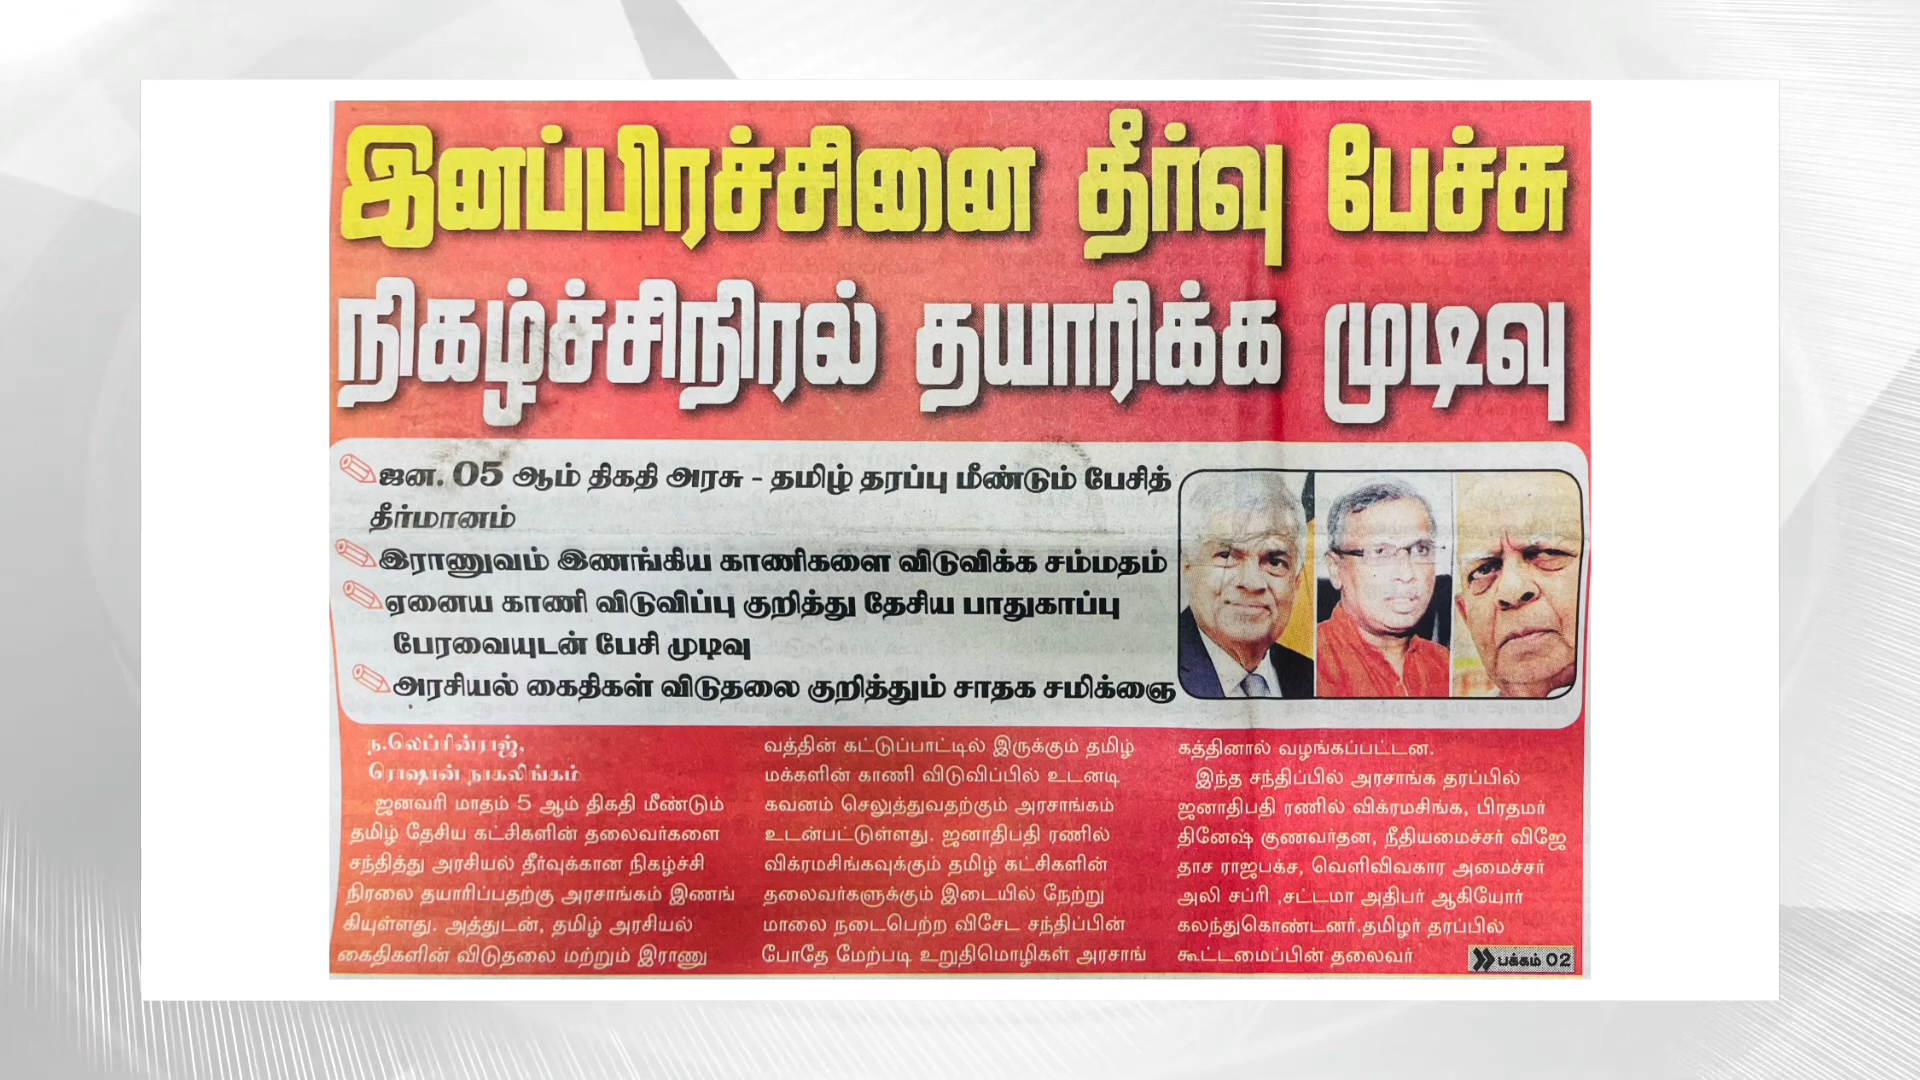 இனப்பிரச்சினை தீர்வு பேச்சு
நிகழ்ச்சிநிரல் தயாரிக்க முடிவு
ஜன. 05 ஆம் திகதி அரசு - தமிழ் தரப்பு மீண்டும் பேசித்
தீர்மானம்
இராணுவம் இணங்கிய காணிகளை விடுவிக்க சம்மதம்
ஏனைய காணி விடுவிப்பு குறித்து தேசிய பாதுகாப்பு
பேரவையுடன் பேசி முடிவு
அரசியல் கைதிகள் விடுதலை குறித்தும் சாதக சமிக்ஞை
ந.லெப்ரின்ராஜ்,
ரொஷான் நாகலிங்கம்
ஜனவரி மாதம் 5 ஆம் திகதி மீண்டும்
தமிழ் தேசிய கட்சிகளின் தலைவர்களை
சந்தித்து அரசியல் தீர்வுக்கான நிகழ்ச்சி
நிரலை தயாரிப்பதற்கு அரசாங்கம் இணங்
கியுள்ளது. அத்துடன், தமிழ் அரசியல்
கைதிகளின் விடுதலை மற்றும் இராணு
வத்தின் கட்டுப்பாட்டில் இருக்கும் தமிழ்
மக்களின் காணி விடுவிப்பில் உடனடி
கவனம் செலுத்துவதற்கும் அரசாங்கம்
உடன்பட்டுள்ளது. ஜனாதிபதி ரணில்
விக்ரமசிங்கவுக்கும் தமிழ் கட்சிகளின்
தலைவர்களுக்கும் இடையில் நேற்று
மாலை நடைபெற்ற விசேட சந்திப்பின்
போதே மேற்படி உறுதிமொழிகள் அரசாங்
கத்தினால் வழங்கப்பட்டன.
இந்த சந்திப்பில் அரசாங்க தரப்பில்
ஜனாதிபதி ரணில் விக்ரமசிங்க, பிரதமர்
தினேஷ் குணவர்தன, நீதியமைச்சர் விஜே
தாச ராஜபக்ச, வெளிவிவகார அமைச்சர்
அலி சப்ரி ,சட்டமா அதிபர் ஆகியோர்
கலந்துகொண்டனர்.தமிழர் தரப்பில்
கூட்டமைப்பின் தலைவர்
பக்கம் 02